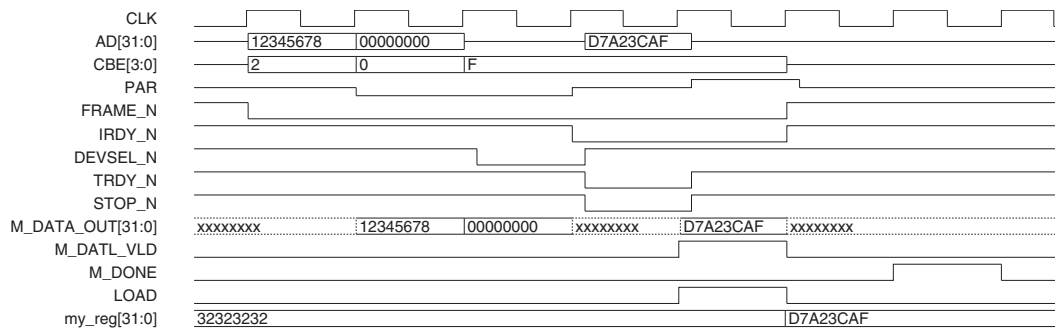 CLK
AD[31:0] 12345678 00000000 D7A23CAF
CBE[3:0] 2 0 F
PAR
FRAME_N
IRDY_N
DEVSEL_N
TRDY_N
STOP_N
M_DATA_OUT[31:0] xxxxxxxx 12345678 00000000 xxxxxxxx D7A23CAF xxxxxxxx
M_DATL_VLD
M_DONE
LOAD
my_reg[31:0] 32323232 D7A23CAF